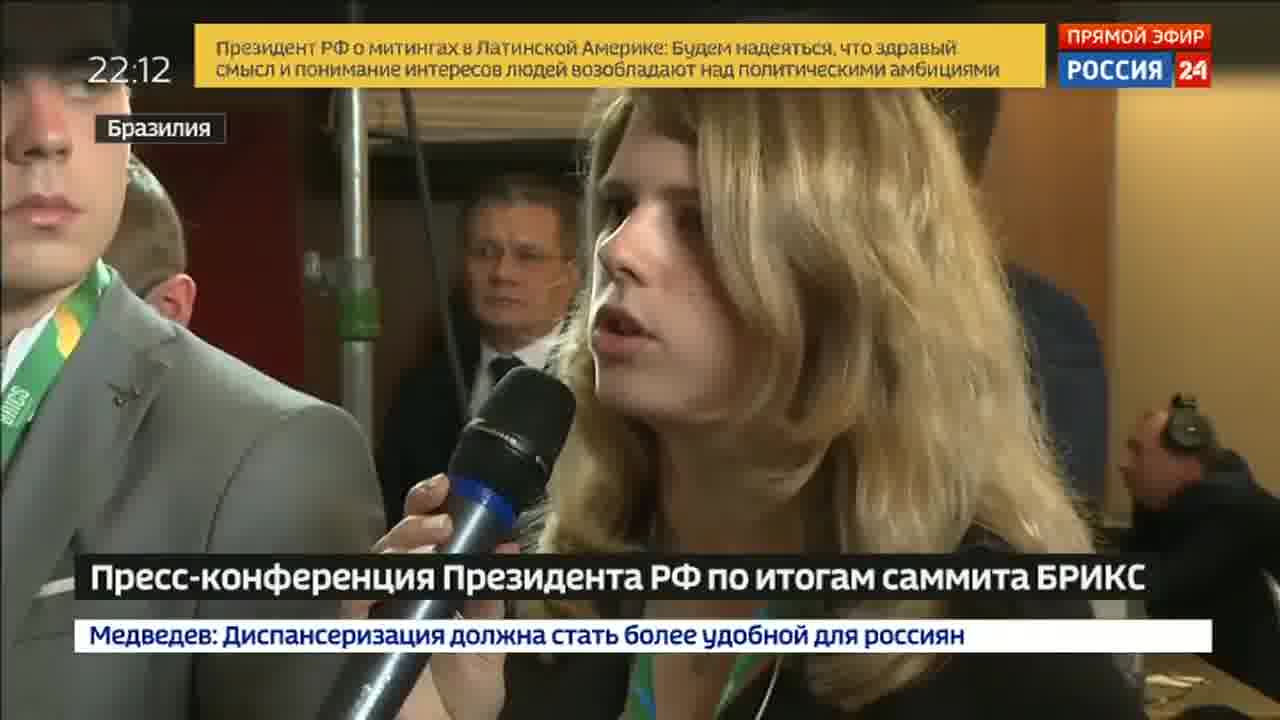 22:12
Президент РФ о митингах в Латинской Америке: Будем надеяться, что здравый
смысл и понимание интересов людей возобладают над политическими амбициями
ПРЯМОЙ ЭФИР
РОССИЯ 24
Бразилия
Пресс-конференция Президента РФ по итогам саммита БРИКС
Медведев: Диспансеризация должна стать более удобной для россиян